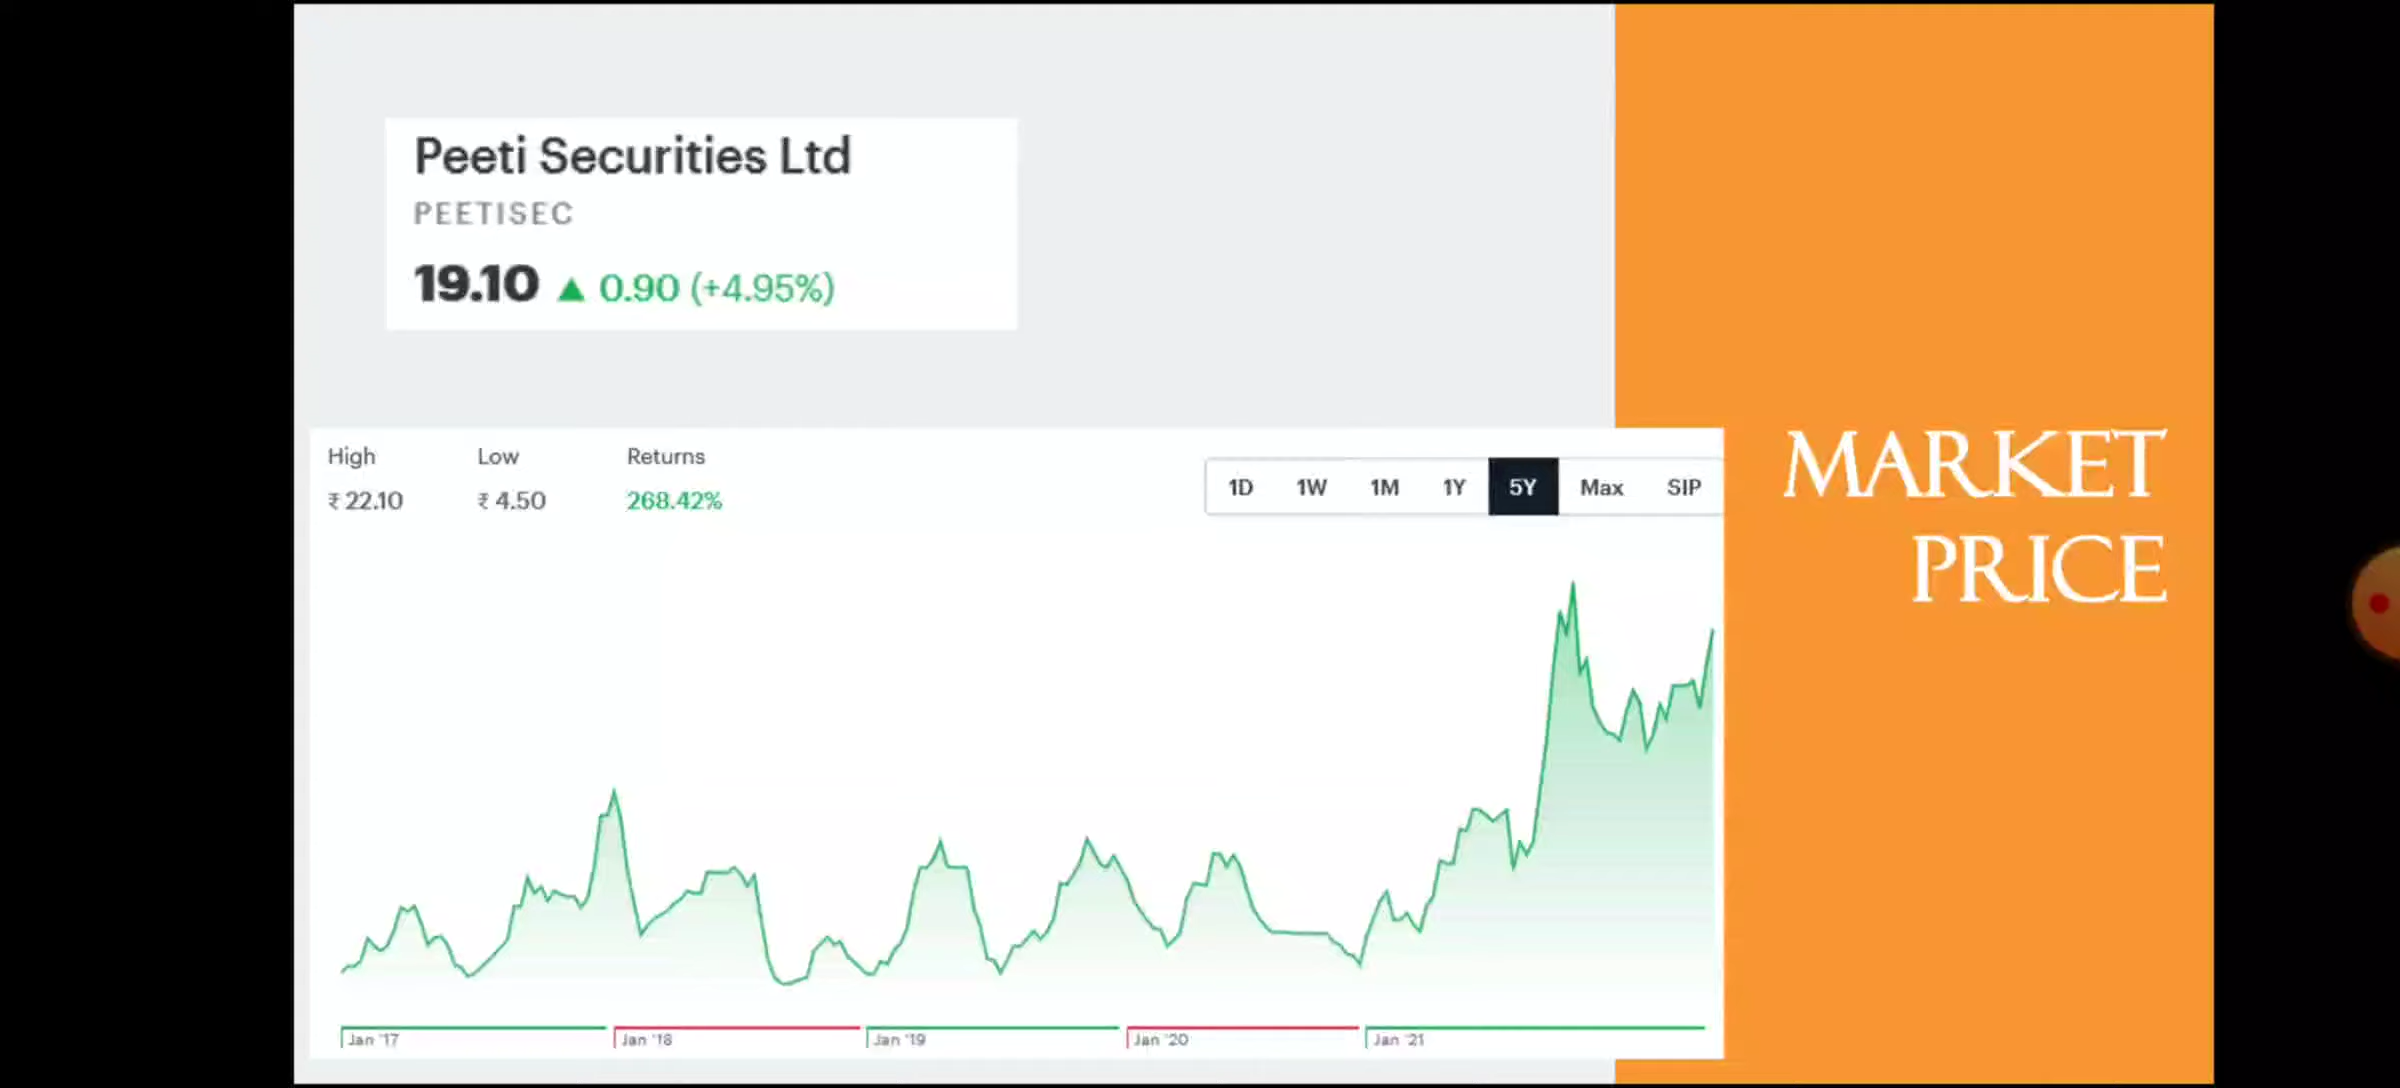 Peeti Securities Ltd
PEETISEC
19.10 ▲ 0.90 (+4.95%)
High Low Returns
₹ 22.10 ₹ 4.50 268.42%
1D 1W 1M 1Y 5Y Max SIP
MARKET
PRICE
Jan '17 Jan '18 Jan '19 Jan '20 Jan '21